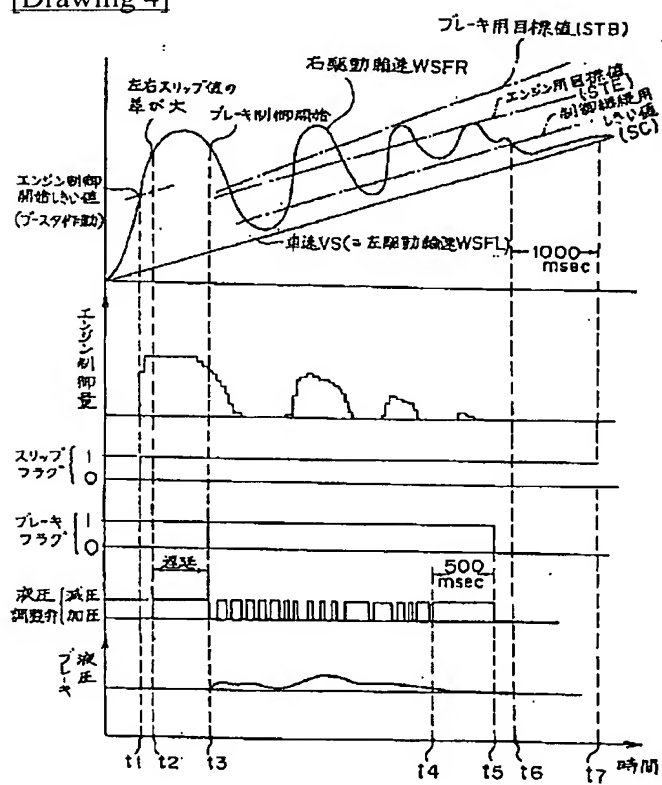 [Drawing 4]
ブレーキ用目標値(STB)
右駆動輪速WSFR
エンジン用目標値
(STE)
左右スリップ値の
差が大
ブレーキ制御開始
制御継続用
しきい値
(SC)
エンジン制御
開始しきい値
(ブースタ作動)
車速VS(=左駆動輪速WSFL)
1000
msec
エンジン制御量
スリップ
フラグ
1
0
ブレーキ
フラグ
1
0
遅延
500
msec
液圧
調整弁
減圧
加圧
ブレーキ
液圧
t1
t2
t3
t4
t5
t6
t7
時間